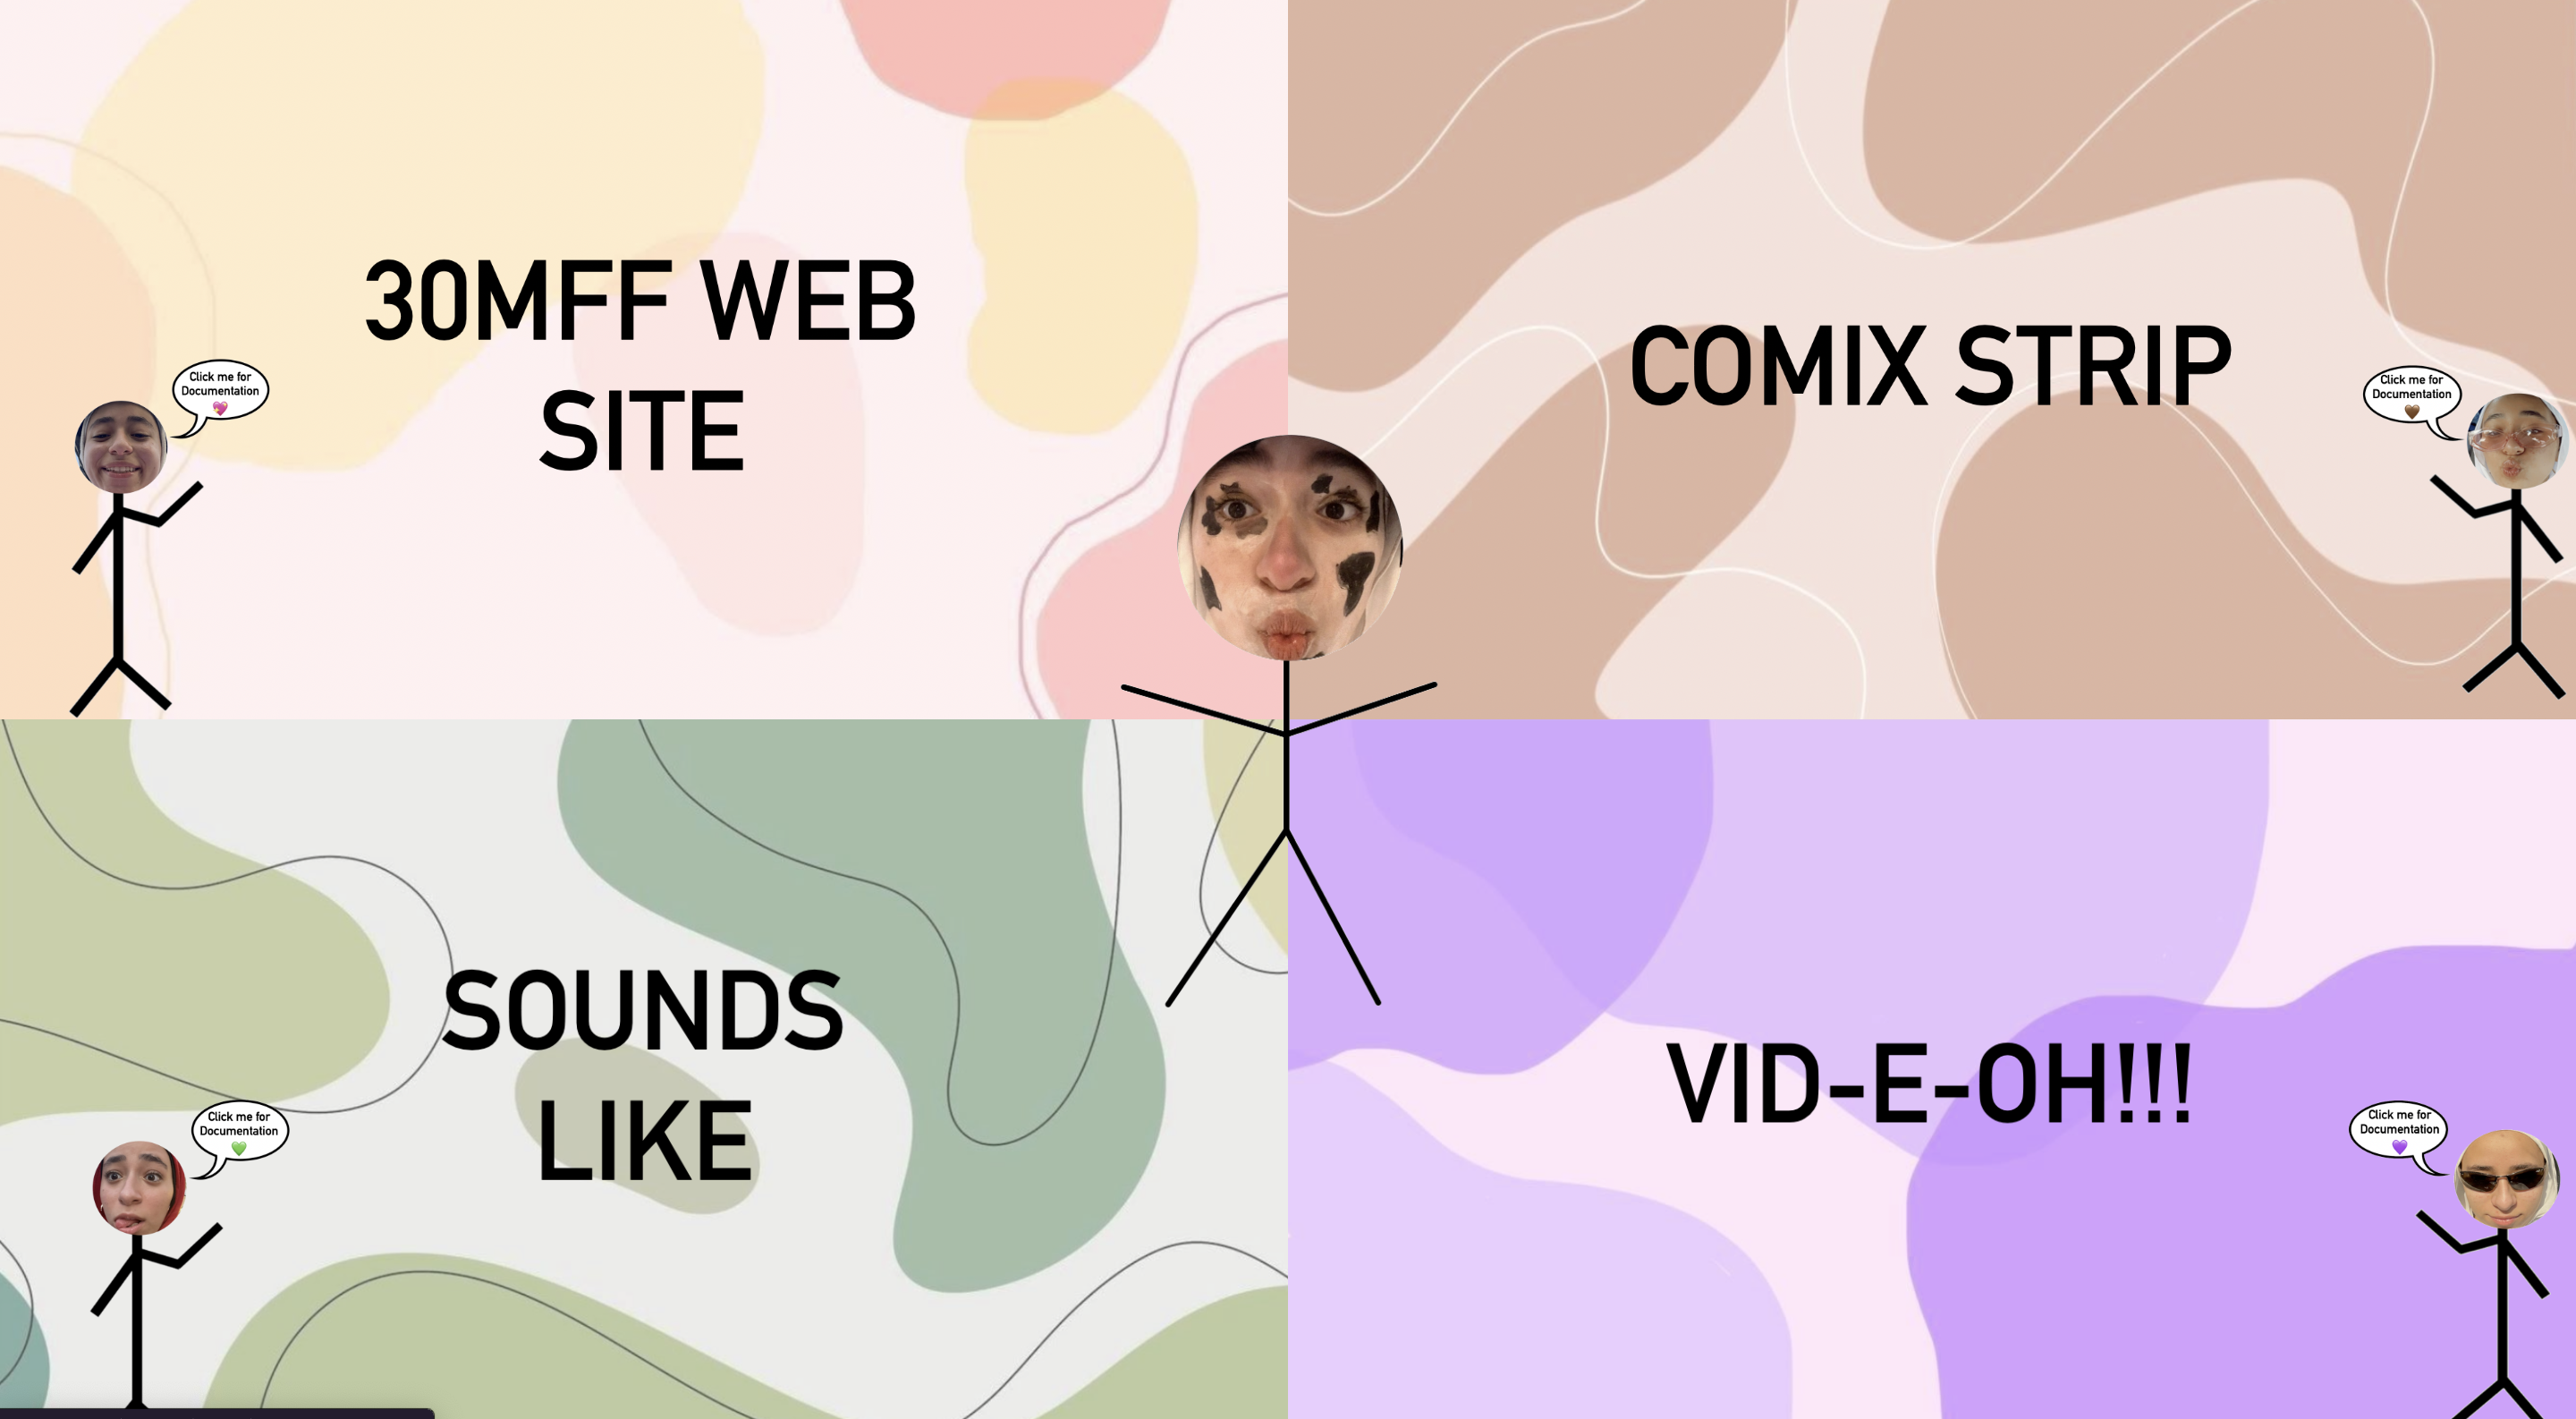 30MFF WEB
SITE
Click me for
Documentation
💖
COMIX STRIP
Click me for
Documentation
🤎
SOUNDS
LIKE
Click me for
Documentation
💚
VID-E-OH!!!
Click me for
Documentation
💜